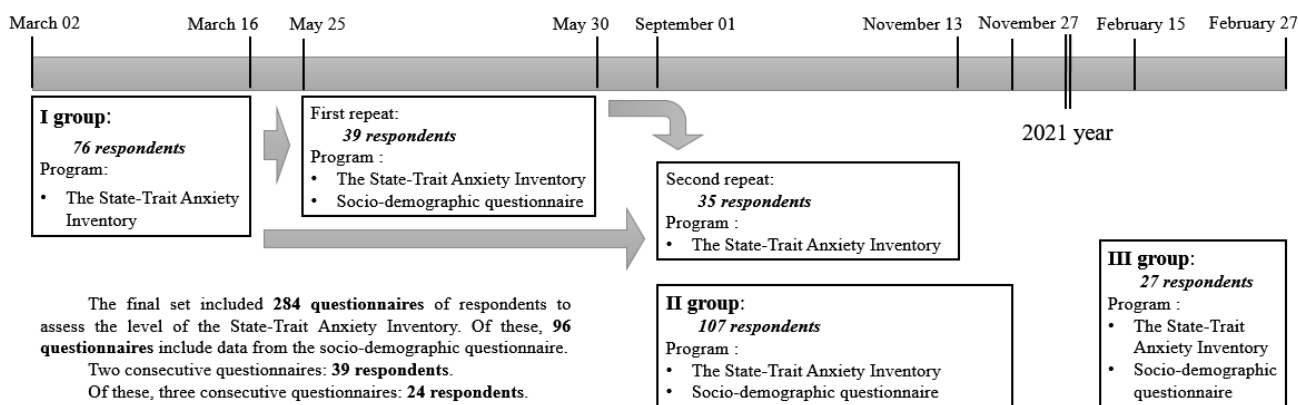 March 02
March 16
May 25
May 30
September 01
November 13
November 27
February 15
February 27
2021 year
I group:
76 respondents
Program:
• The State-Trait Anxiety
Inventory
First repeat:
39 respondents
Program :
• The State-Trait Anxiety Inventory
• Socio-demographic questionnaire
Second repeat:
35 respondents
Program :
• The State-Trait Anxiety Inventory
II group:
107 respondents
Program :
• The State-Trait Anxiety Inventory
• Socio-demographic questionnaire
III group:
27 respondents
Program :
• The State-Trait
Anxiety Inventory
• Socio-demographic
questionnaire
The final set included 284 questionnaires of respondents to
assess the level of the State-Trait Anxiety Inventory. Of these, 96
questionnaires include data from the socio-demographic questionnaire.
Two consecutive questionnaires: 39 respondents.
Of these, three consecutive questionnaires: 24 respondents.